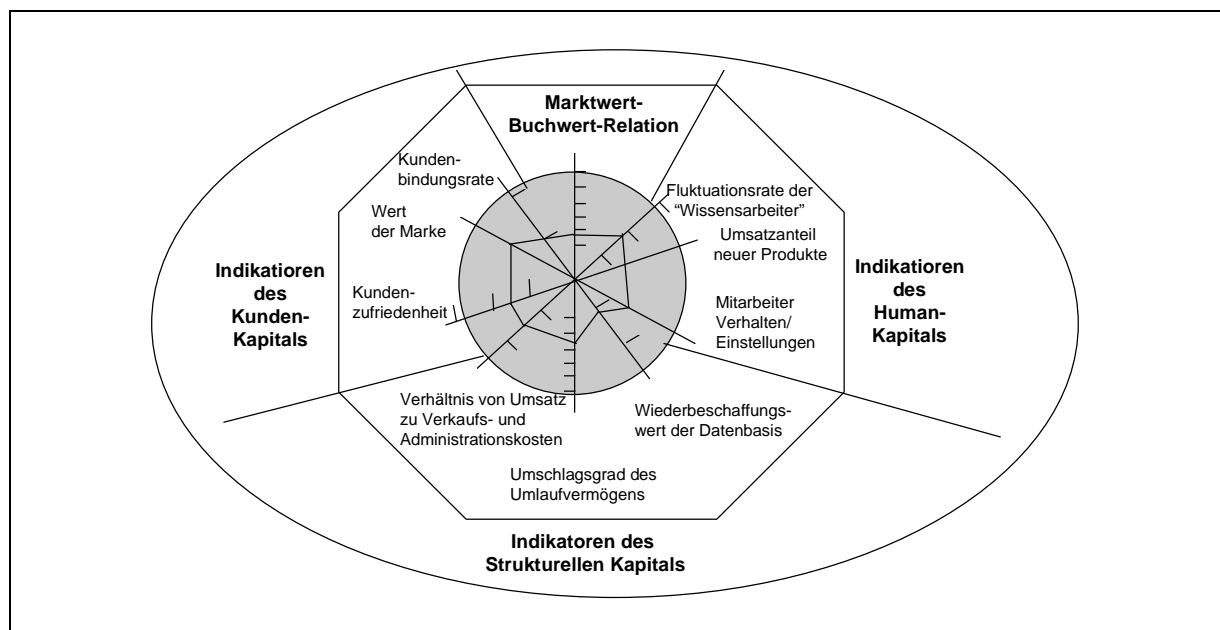 Marktwert-
Buchwert-Relation
Kunden-
bindungsrate
Fluktuationsrate der
“Wissensarbeiter”
Wert
der Marke
Umsatzanteil
neuer Produkte
Indikatioren
des
Kunden-
Kapitals
Kunden-
zufriedenheit
Mitarbeiter
Verhalten/
Einstellungen
Indikatioren
des
Human-
Kapitals
Verhältnis von Umsatz
zu Verkaufs- und
Administrationskosten
Wiederbeschaffungs-
wert der Datenbasis
Umschlagsgrad des
Umlaufvermögens
Indikatoren des
Strukturellen Kapitals